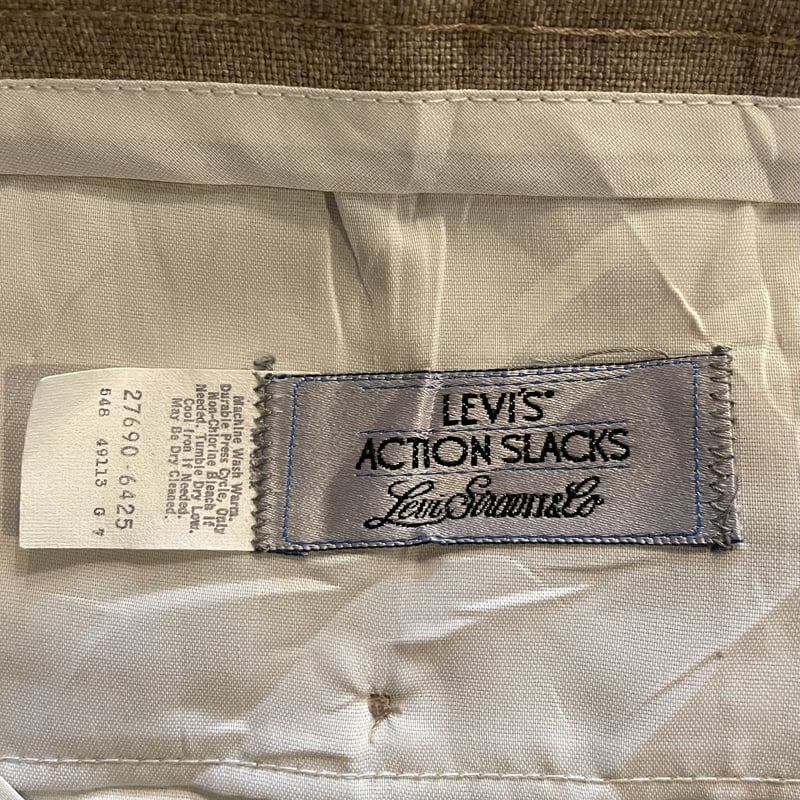 LEVI'S®
ACTION SLACKS
Levi Strauss & Co
Machine Wash Warm.
Durable Press Cycle, Only
Non-Chlorine Bleach If
Needed. Tumble Dry Low.
Cool Iron If Needed.
May Be Dry Cleaned.
27690-6425
548 49113 G 4